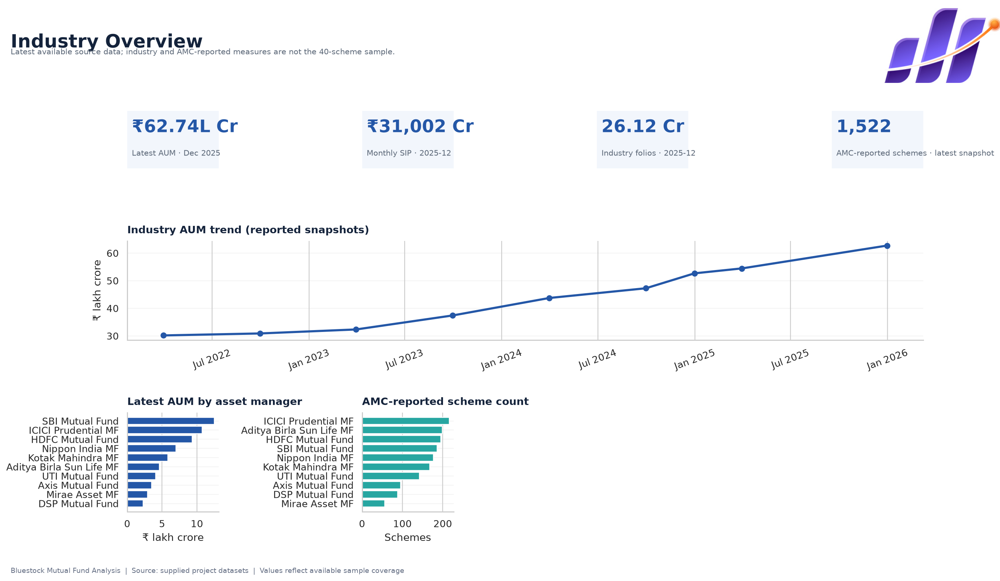 Industry Overview
Latest available source data; industry and AMC-reported measures are not the 40-scheme sample.
₹62.74L Cr
Latest AUM · Dec 2025
₹31,002 Cr
Monthly SIP · 2025-12
26.12 Cr
Industry folios · 2025-12
1,522
AMC-reported schemes · latest snapshot
Industry AUM trend (reported snapshots)
₹ lakh crore
60
50
40
30
Jul 2022
Jan 2023
Jul 2023
Jan 2024
Jul 2024
Jan 2025
Jul 2025
Jan 2026
Latest AUM by asset manager
SBI Mutual Fund
ICICI Prudential MF
HDFC Mutual Fund
Nippon India MF
Kotak Mahindra MF
Aditya Birla Sun Life MF
UTI Mutual Fund
Axis Mutual Fund
Mirae Asset MF
DSP Mutual Fund
0 5 10
₹ lakh crore
AMC-reported scheme count
ICICI Prudential MF
Aditya Birla Sun Life MF
HDFC Mutual Fund
SBI Mutual Fund
Nippon India MF
Kotak Mahindra MF
UTI Mutual Fund
Axis Mutual Fund
DSP Mutual Fund
Mirae Asset MF
0 100 200
Schemes
Bluestock Mutual Fund Analysis | Source: supplied project datasets | Values reflect available sample coverage